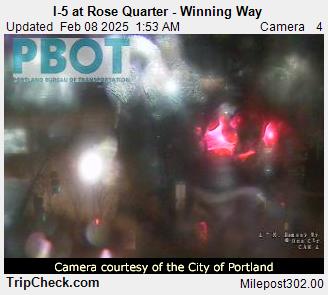 I-5 at Rose Quarter - Winning Way
Updated Feb 08 2025 1:53 AM Camera 4
PBOT
PORTLAND BUREAU OF TRANSPORTATION
Camera courtesy of the City of Portland
TripCheck.com Milepost302.00